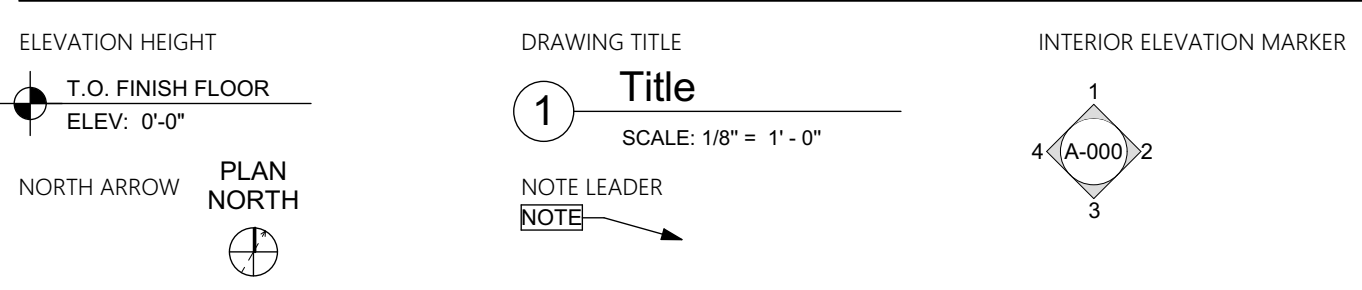 ELEVATION HEIGHT
T.O. FINISH FLOOR
ELEV: 0'-0"
NORTH ARROW
PLAN
NORTH
DRAWING TITLE
1
Title
SCALE: 1/8" = 1' - 0"
NOTE LEADER
NOTE
INTERIOR ELEVATION MARKER
1
4 A-000 2
3